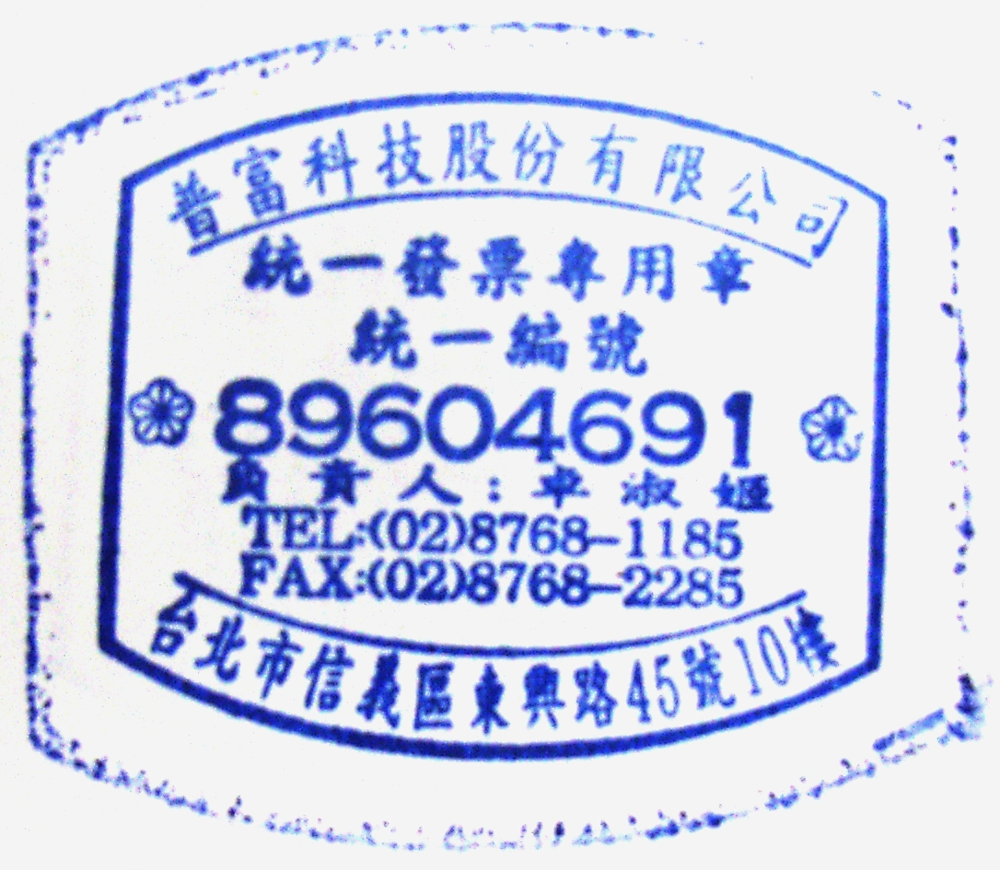 普富科技股份有限公司
統一發票專用章
統一編號
89604691
負責人:卓淑姬
TEL:(02)8768-1185
FAX:(02)8768-2285
台北市信義區東興路45號10樓